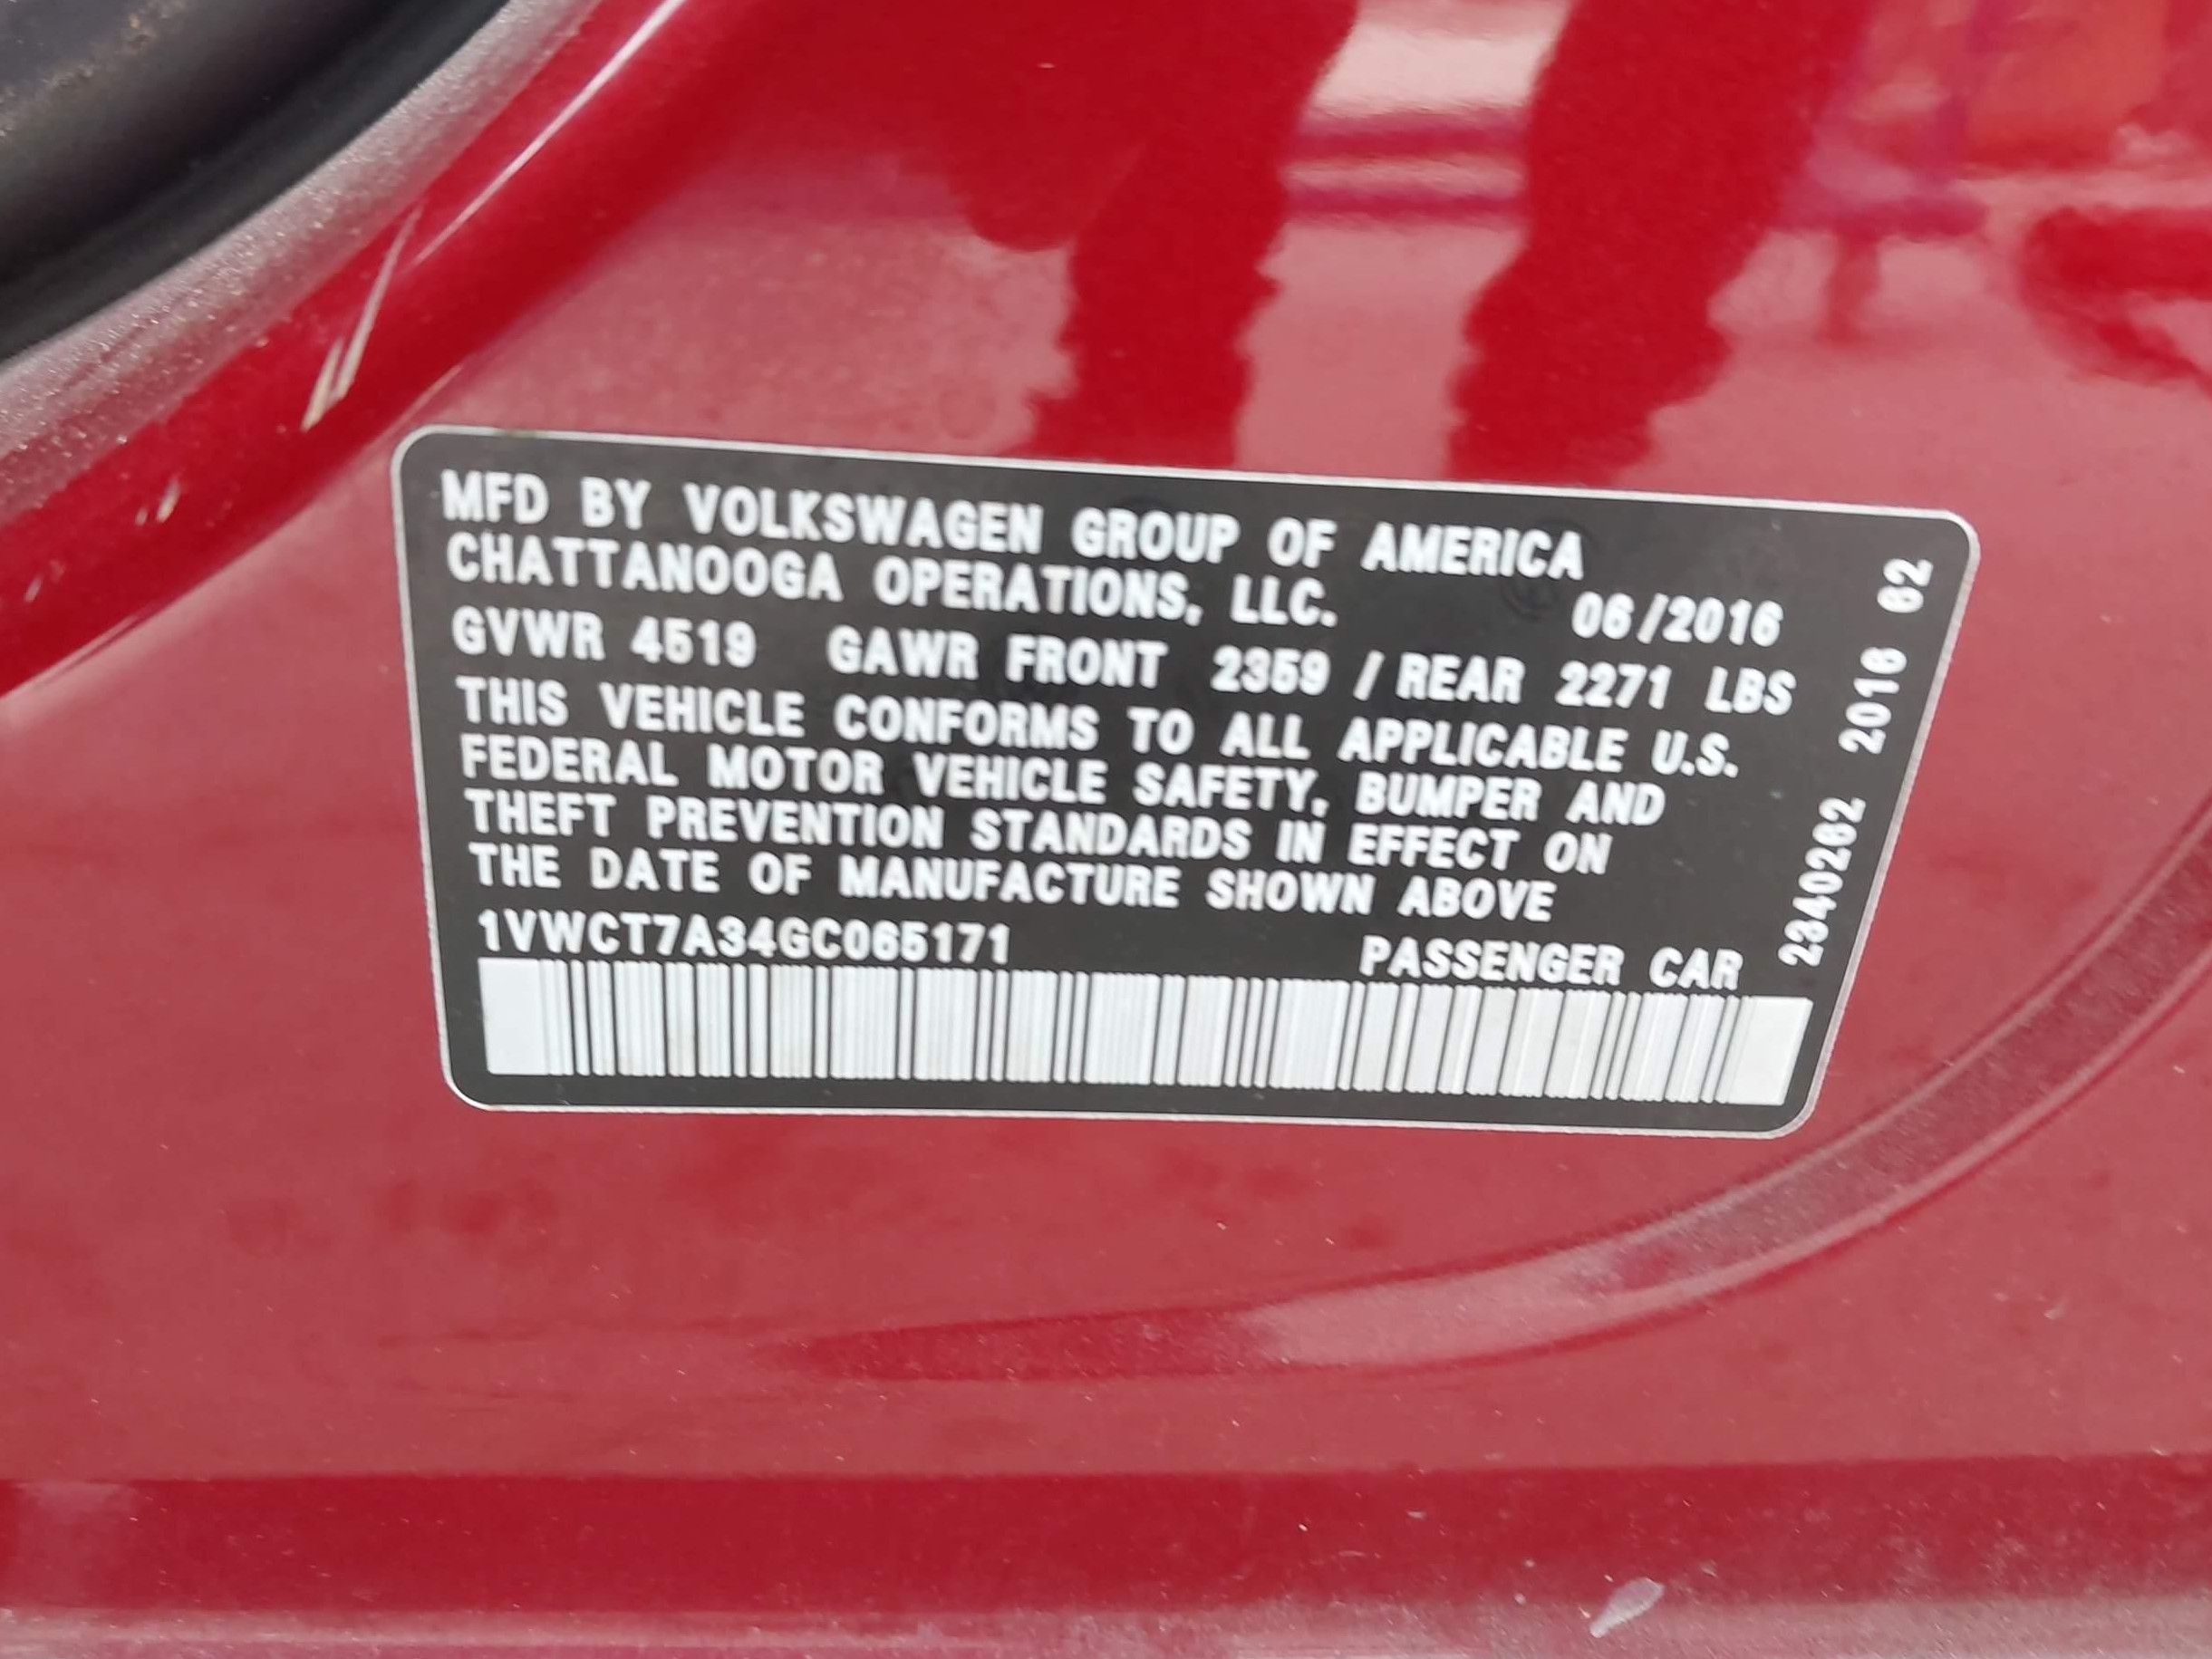 MFD BY VOLKSWAGEN GROUP OF AMERICA
CHATTANOOGA OPERATIONS, LLC.
06/2016
GVWR 4519 GAWR FRONT 2359 / REAR 2271 LBS
THIS VEHICLE CONFORMS TO ALL APPLICABLE U.S.
FEDERAL MOTOR VEHICLE SAFETY, BUMPER AND
THEFT PREVENTION STANDARDS IN EFFECT ON
THE DATE OF MANUFACTURE SHOWN ABOVE
1VWCT7A34GC065171 PASSENGER CAR
2340262 2016 62